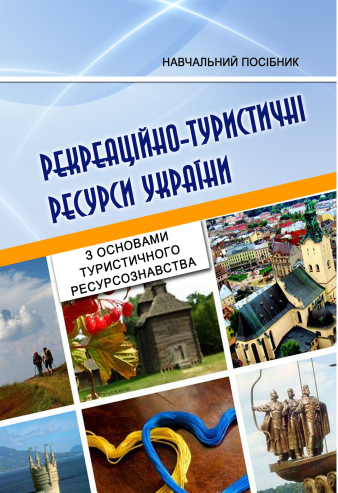 НАВЧАЛЬНИЙ ПОСІБНИК
РЕКРЕАЦІЙНО-ТУРИСТИЧНІ
РЕСУРСИ УКРАЇНИ
З ОСНОВАМИ
ТУРИСТИЧНОГО
РЕСУРСОЗНАВСТВА